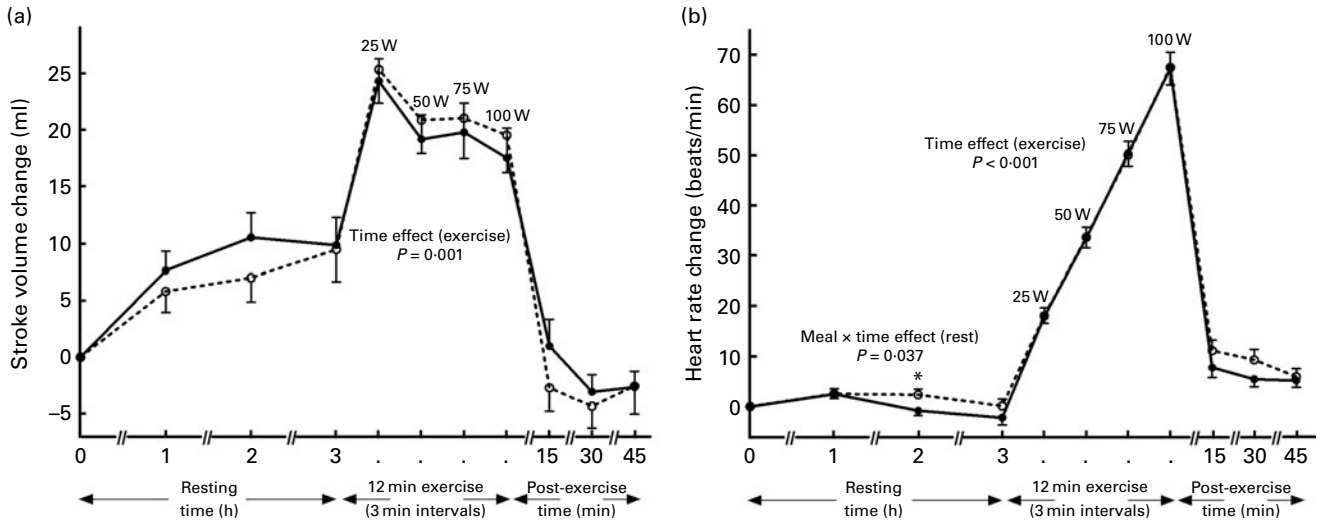 (a)
Stroke volume change (ml)
25
20
15
10
5
0
–5
25 W
50 W
75 W
100 W
Time effect (exercise)
P = 0·001
0 1 2 3 . . . . 15 30 45
Resting
time (h)
12 min exercise
(3 min intervals)
Post-exercise
time (min)
(b)
Heart rate change (beats/min)
70
60
50
40
30
20
10
0
100 W
75 W
50 W
25 W
Time effect (exercise)
P < 0·001
Meal × time effect (rest)
P = 0·037
*
0 1 2 3 . . . . 15 30 45
Resting
time (h)
12 min exercise
(3 min intervals)
Post-exercise
time (min)